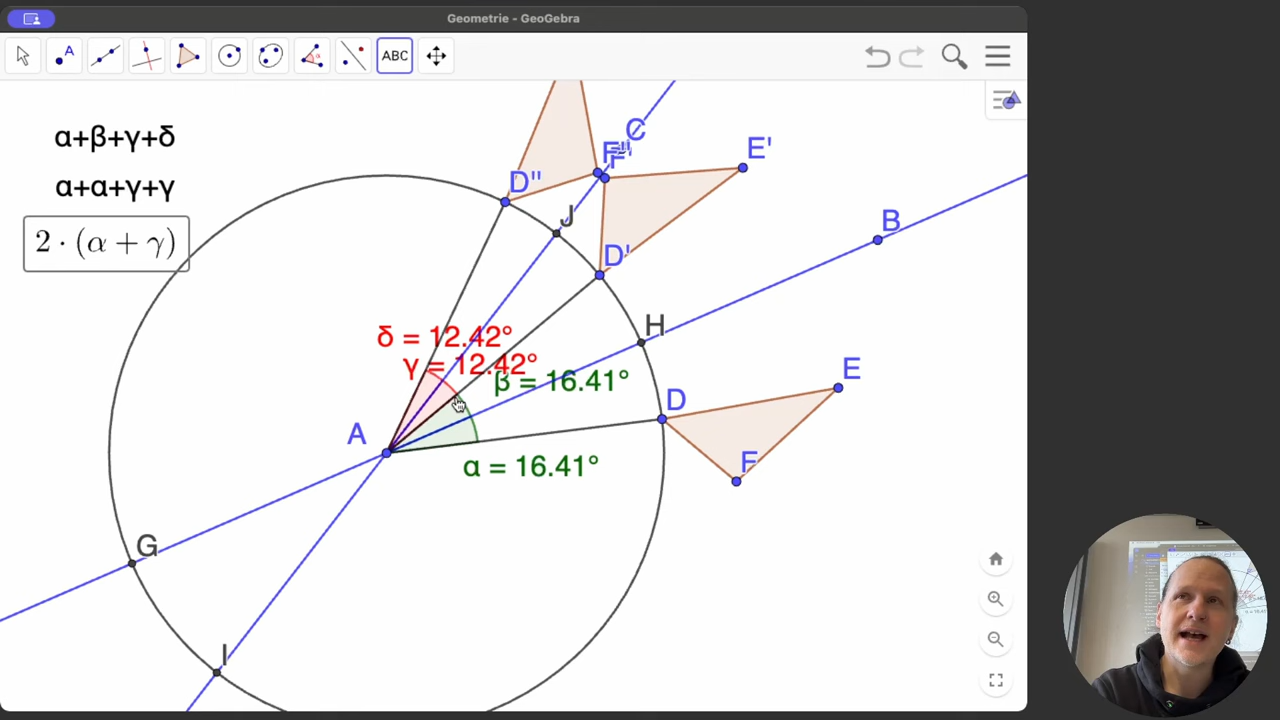 Geometrie - GeoGebra
A
ABC
α+β+γ+δ
α+α+γ+γ
2 · (α + γ)
C
F''
F'
E'
D''
J
D'
B
H
δ = 12.42°
γ = 12.42°
β = 16.41°
E
D
A
α = 16.41°
F
G
I